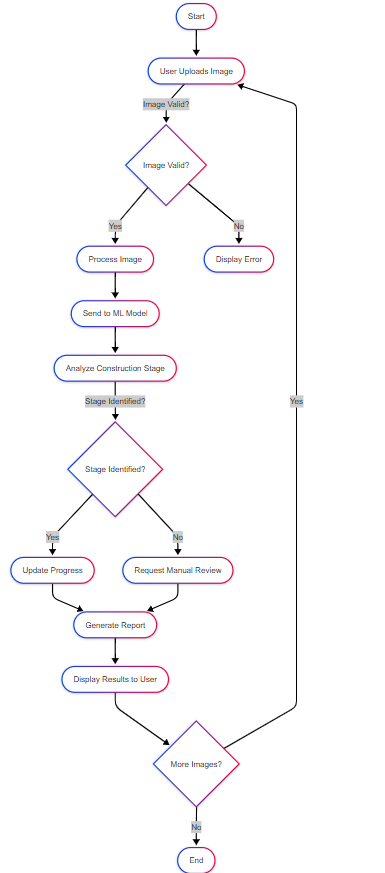 Start
User Uploads Image
Image Valid?
Image Valid?
Yes
No
Process Image
Display Error
Send to ML Model
Analyze Construction Stage
Stage Identified?
Yes
Stage Identified?
Yes
No
Update Progress
Request Manual Review
Generate Report
Display Results to User
More Images?
No
End